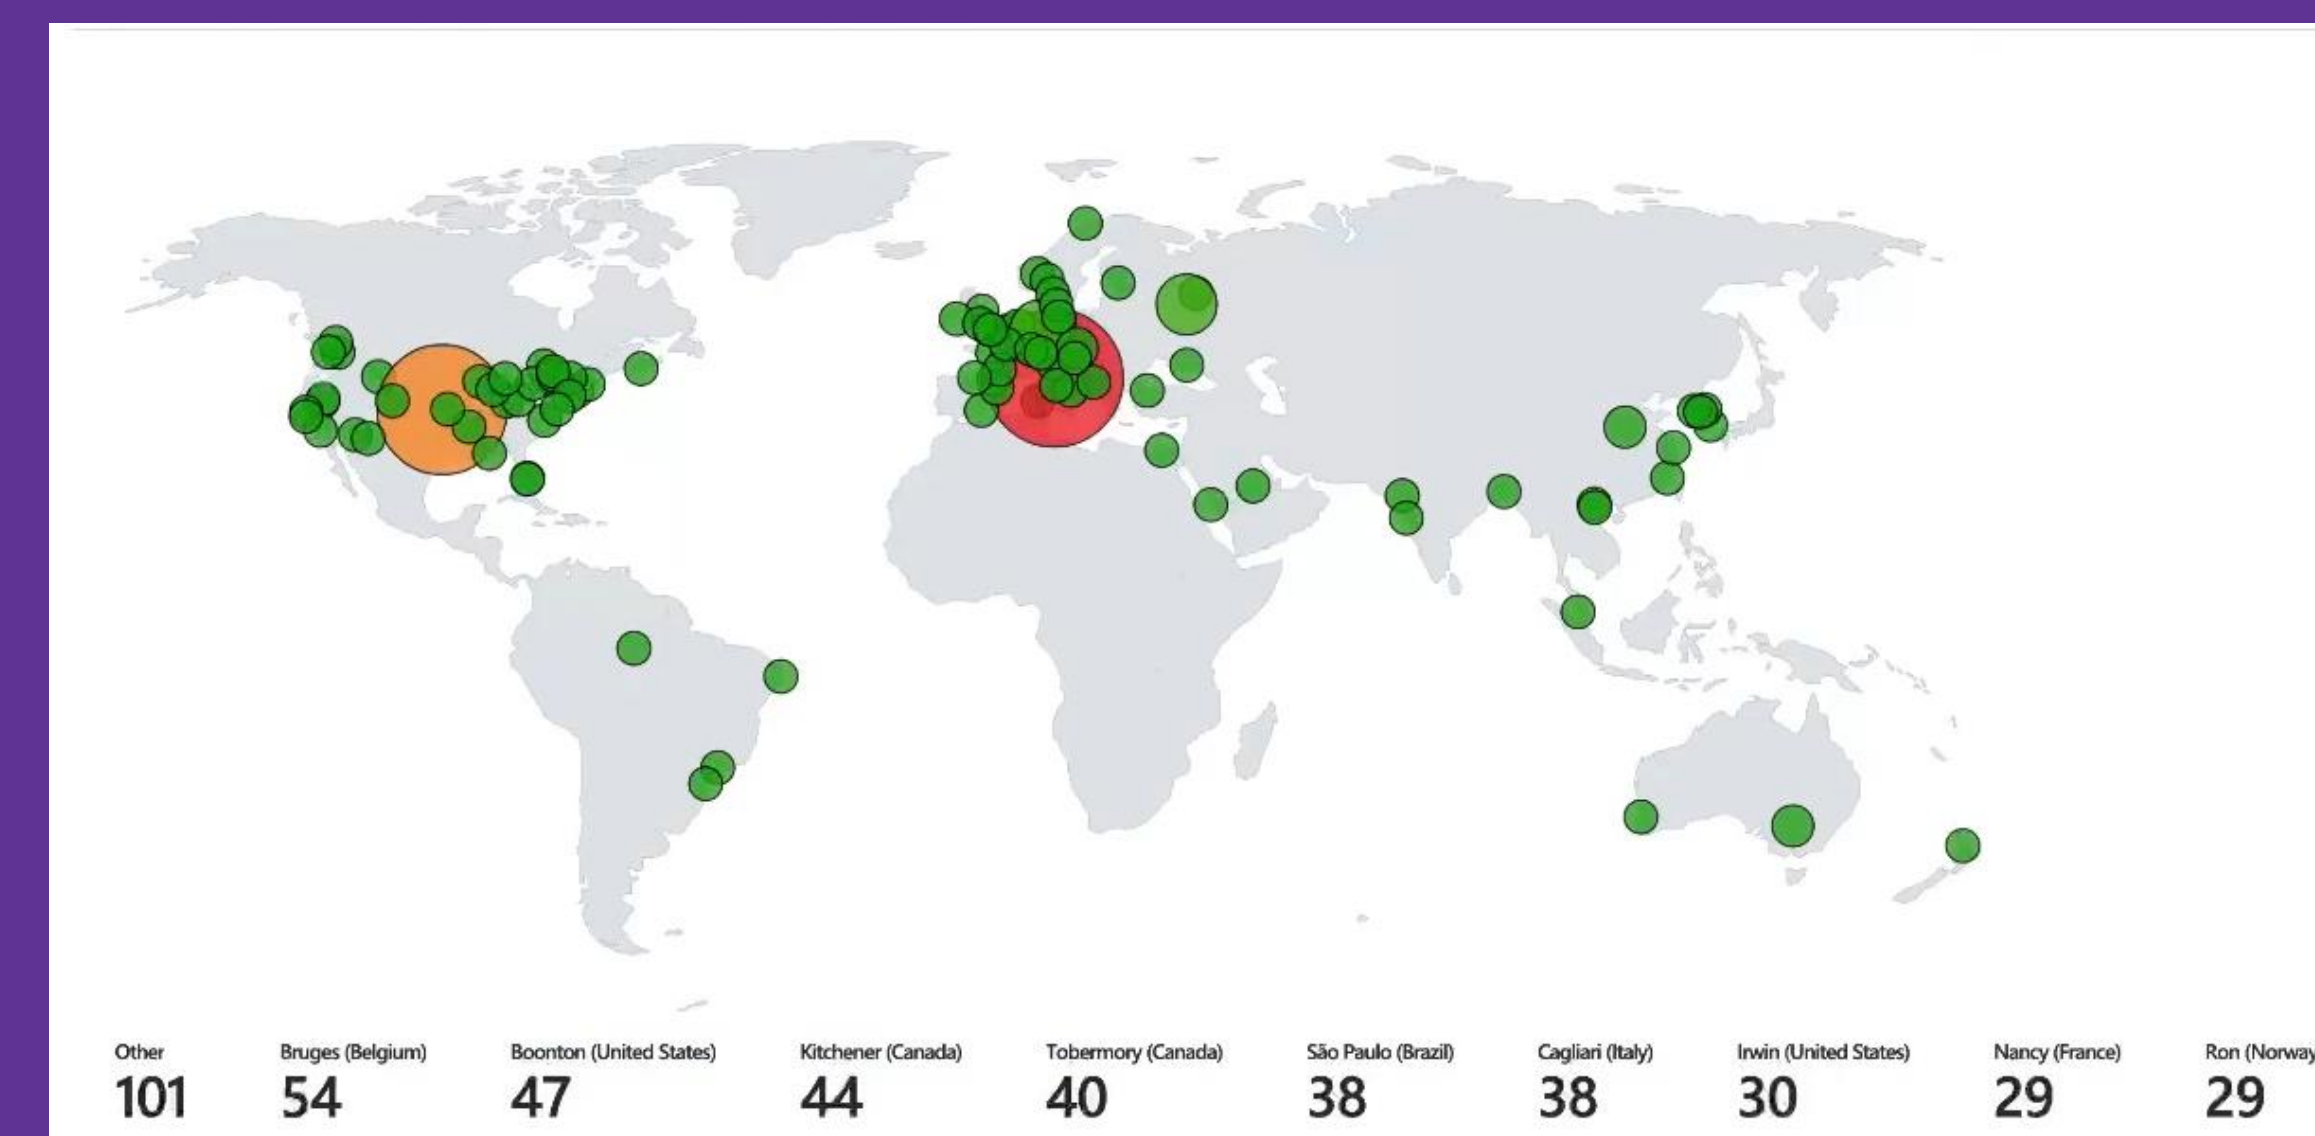 Other
101
Bruges (Belgium)
54
Boonton (United States)
47
Kitchener (Canada)
44
Tobermory (Canada)
40
São Paulo (Brazil)
38
Cagliari (Italy)
38
Irwin (United States)
30
Nancy (France)
29
Ron (Norway
29